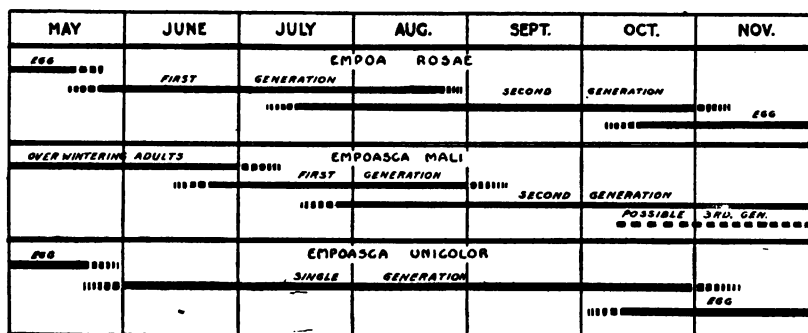 MAY JUNE JULY AUG. SEPT. OCT. NOV.
EMPOA ROSAE
EGG
FIRST GENERATION
SECOND GENERATION
EGG
OVER WINTERING ADULTS EMPOASCA MALI
FIRST GENERATION
SECOND GENERATION
POSSIBLE 3RD. GEN.
EMPOASCA UNICOLOR
EGG
SINGLE GENERATION
EGG